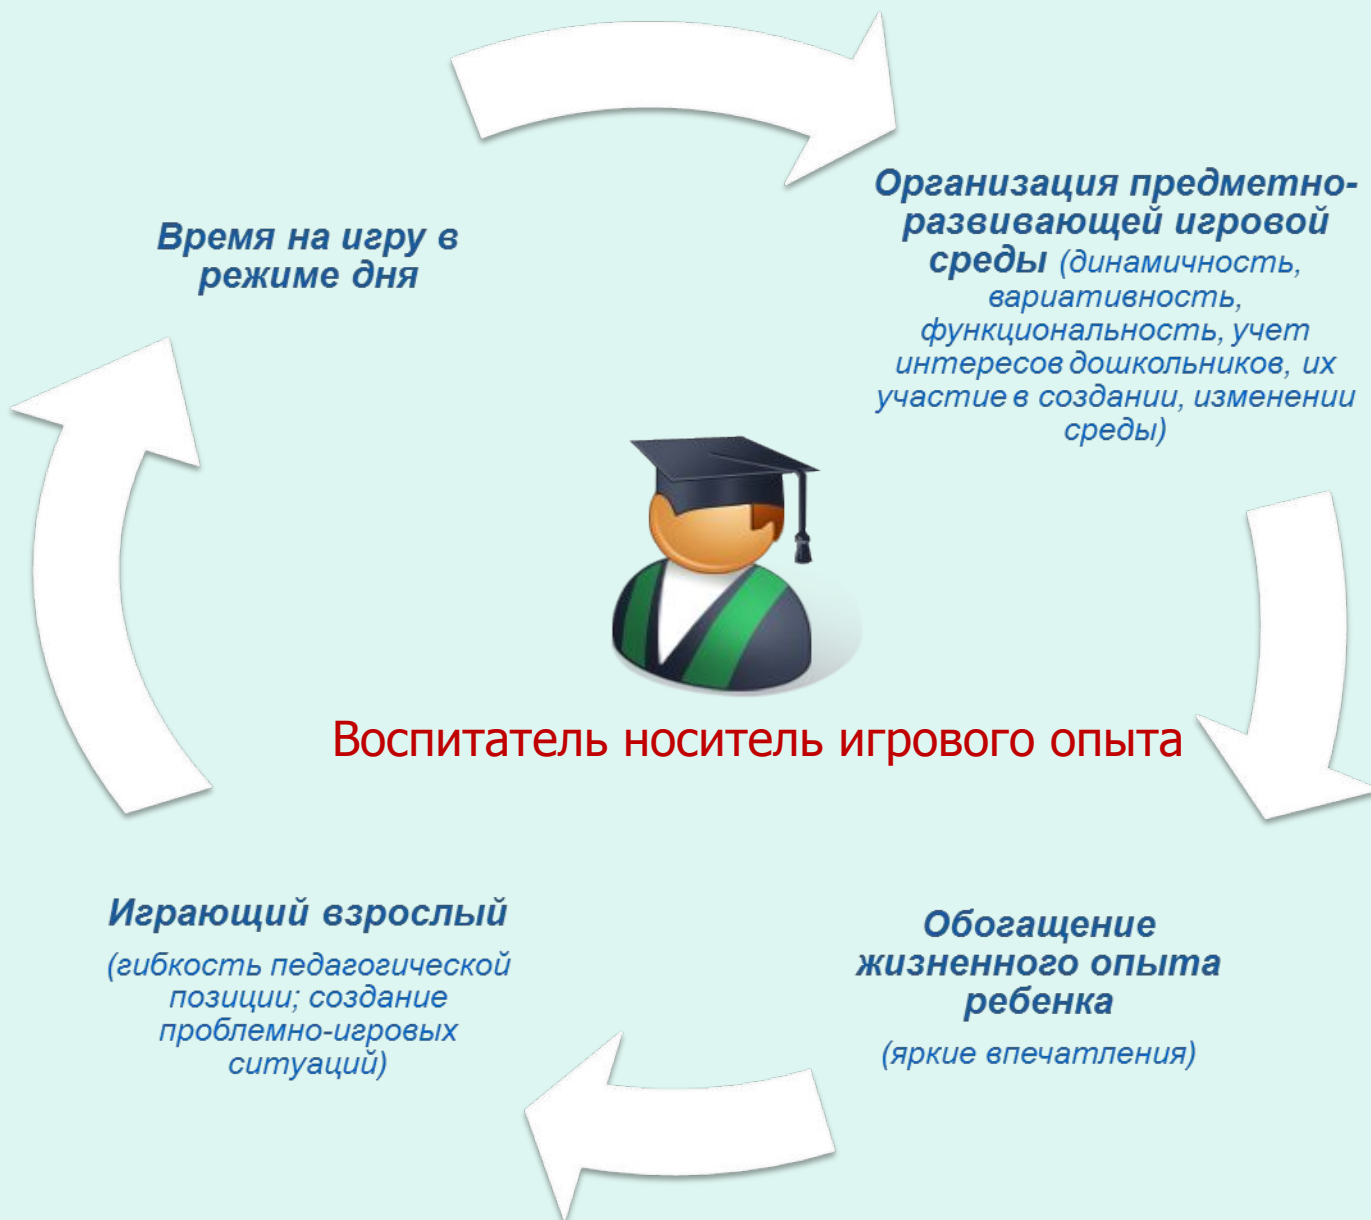 Время на игру в
режиме дня
Организация предметно-
развивающей игровой
среды (динамичность,
вариативность,
функциональность, учет
интересов дошкольников, их
участие в создании, изменении
среды)
Воспитатель носитель игрового опыта
Играющий взрослый
(гибкость педагогической
позиции; создание
проблемно-игровых
ситуаций)
Обогащение
жизненного опыта
ребенка
(яркие впечатления)